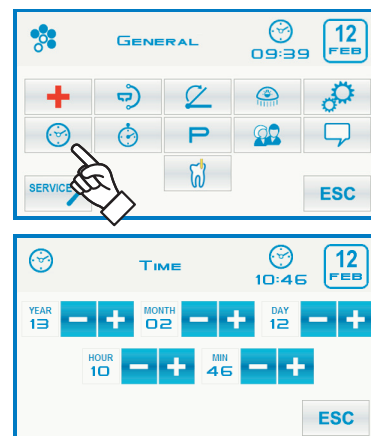 GENERAL
09:39
12
FEB
P
SERVICE
ESC
TIME
10:46
12
FEB
YEAR
13
MONTH
02
DAY
12
HOUR
10
MIN
46
ESC